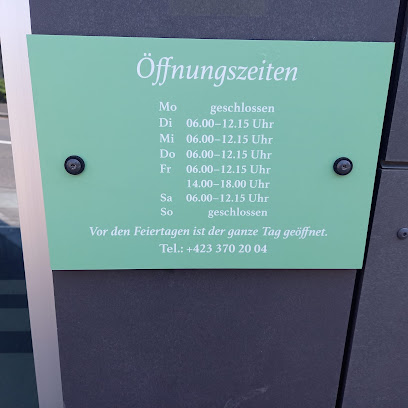 Öffnungszeiten
Mo geschlossen
Di 06.00–12.15 Uhr
Mi 06.00–12.15 Uhr
Do 06.00–12.15 Uhr
Fr 06.00–12.15 Uhr
14.00–18.00 Uhr
Sa 06.00–12.15 Uhr
So geschlossen
Vor den Feiertagen ist der ganze Tag geöffnet.
Tel.: +423 370 20 04